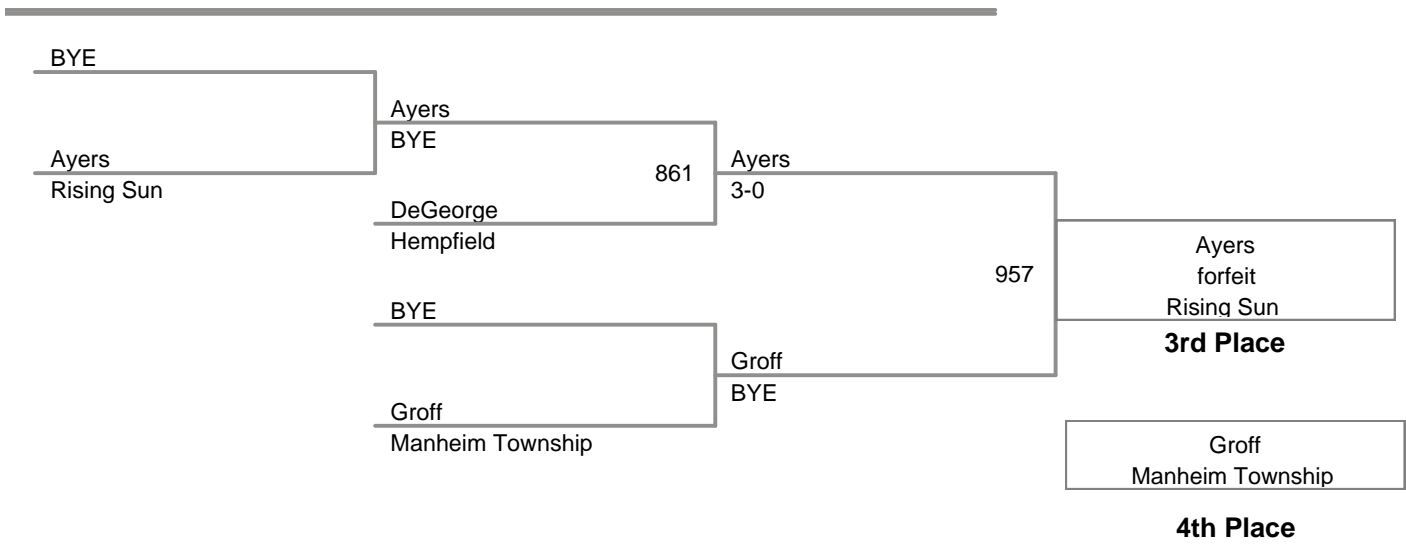 BYE
Ayers
BYE
Ayers
Rising Sun
861
Ayers
3-0
DeGeorge
Hempfield
957
Ayers
forfeit
Rising Sun
3rd Place
BYE
Groff
BYE
Groff
Manheim Township
Groff
Manheim Township
4th Place